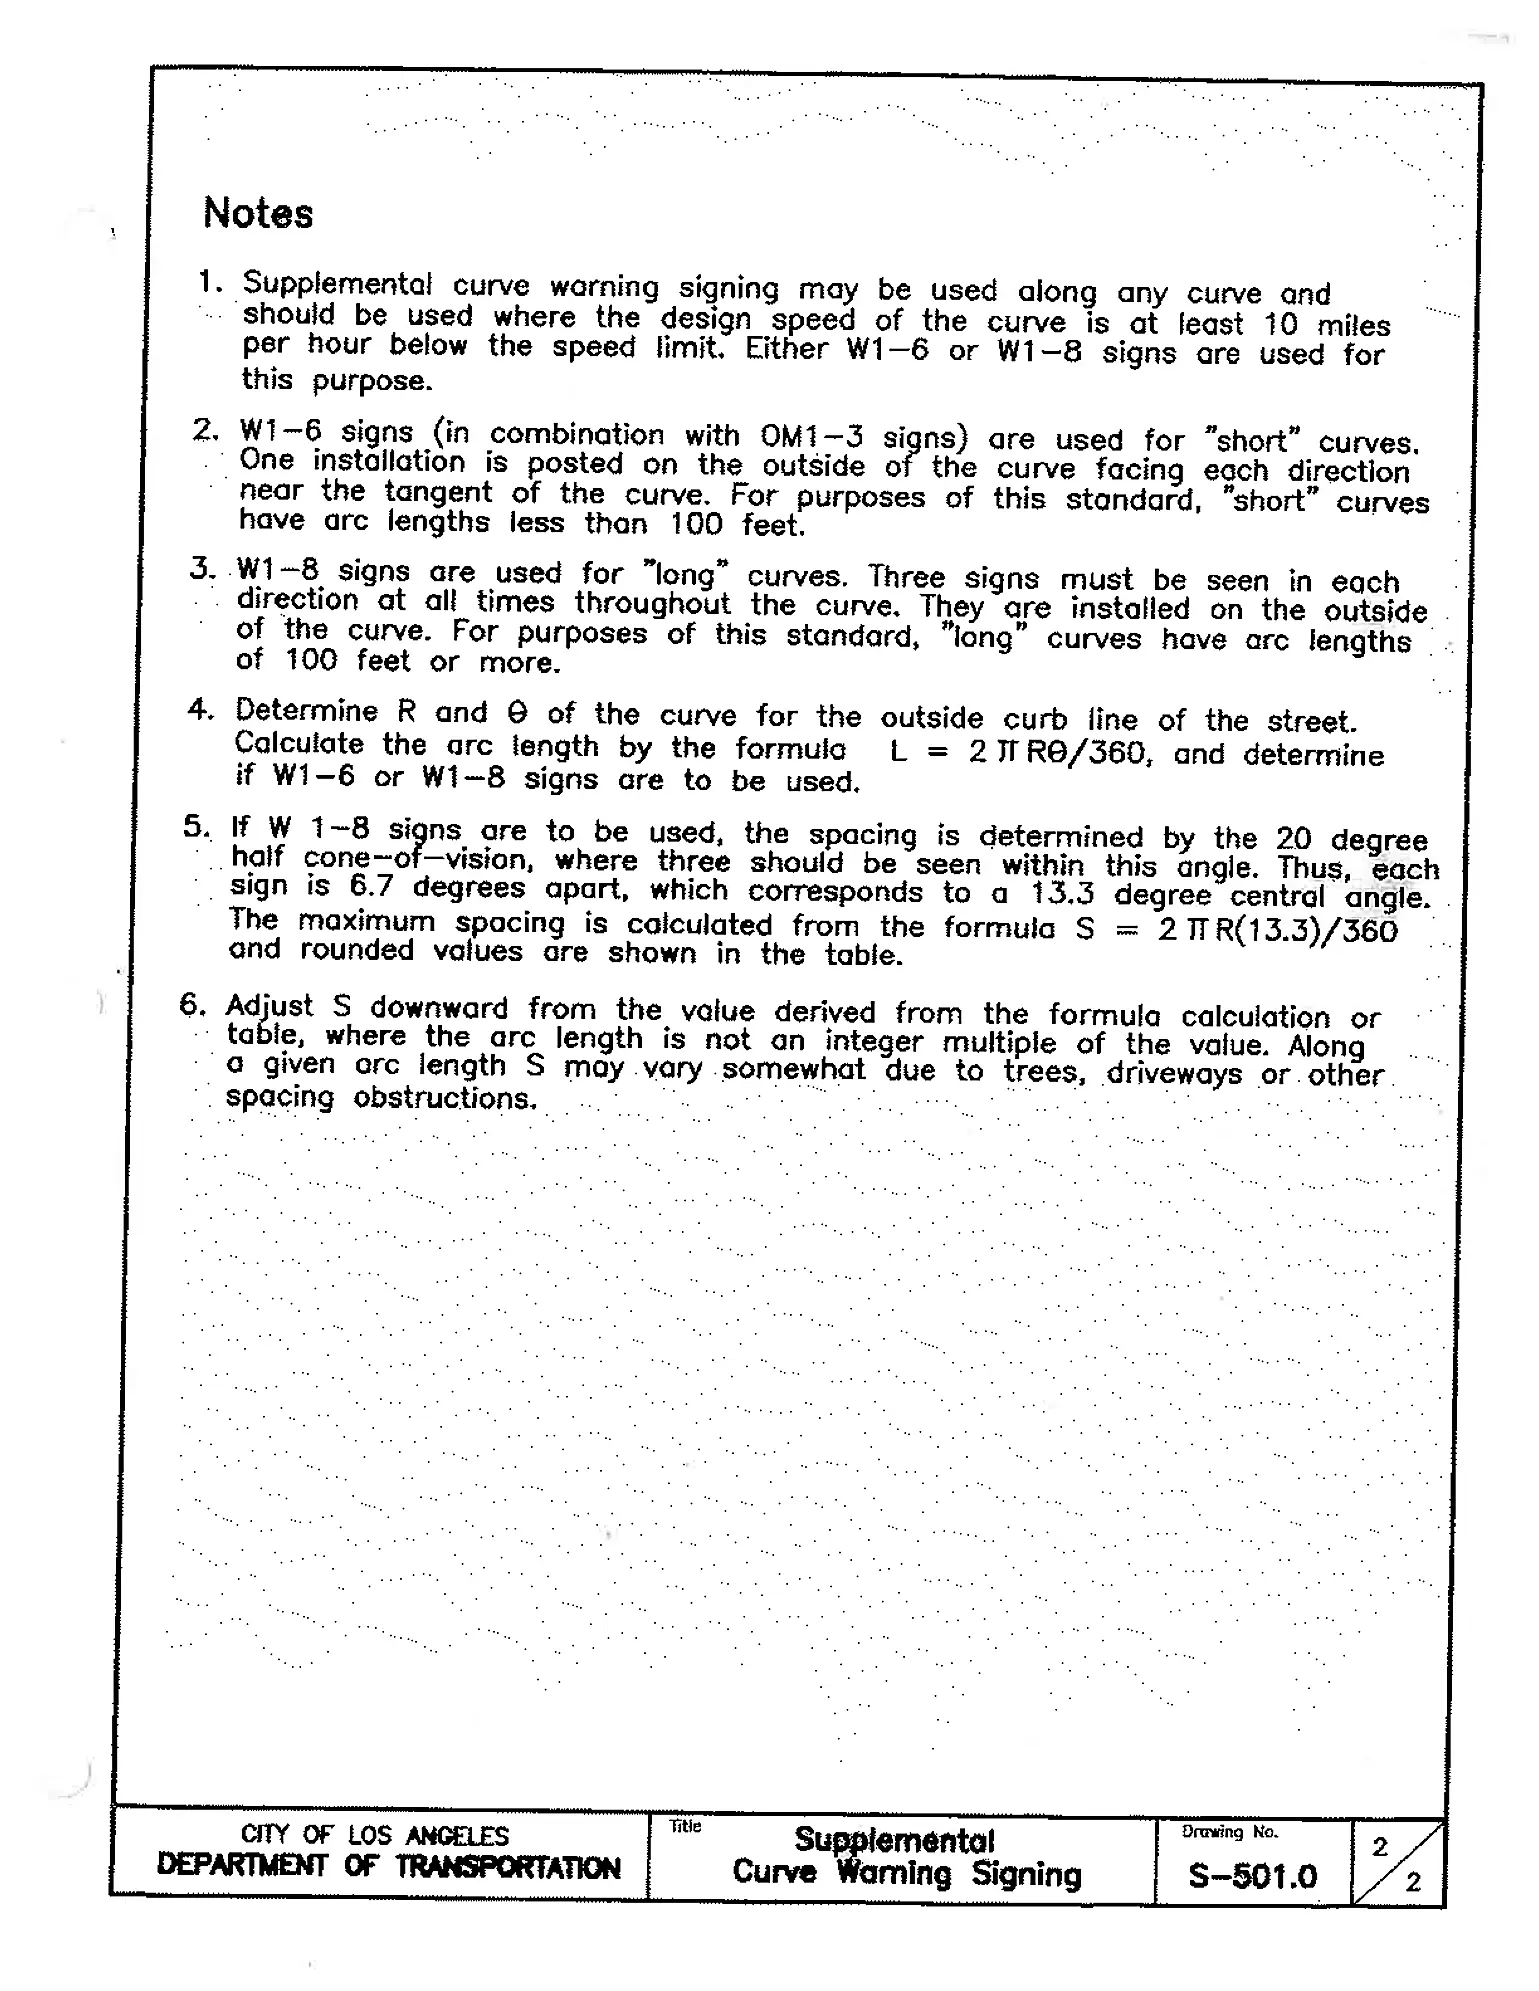 Notes
1. Supplemental curve warning signing may be used along any curve and
should be used where the design speed of the curve is at least 10 miles
per hour below the speed limit. Either W1-6 or W1-8 signs are used for
this purpose.
2. W1-6 signs (in combination with OM1-3 signs) are used for "short" curves.
One installation is posted on the outside of the curve facing each direction
near the tangent of the curve. For purposes of this standard, "short" curves
have arc lengths less than 100 feet.
3. W1-8 signs are used for "long" curves. Three signs must be seen in each
direction at all times throughout the curve. They are installed on the outside
of the curve. For purposes of this standard, "long" curves have arc lengths
of 100 feet or more.
4. Determine R and θ of the curve for the outside curb line of the street.
Calculate the arc length by the formula L = 2 π Rθ/360, and determine
if W1-6 or W1-8 signs are to be used.
5. If W 1-8 signs are to be used, the spacing is determined by the 20 degree
half cone-of-vision, where three should be seen within this angle. Thus, each
sign is 6.7 degrees apart, which corresponds to a 13.3 degree central angle.
The maximum spacing is calculated from the formula S = 2 π R(13.3)/360
and rounded values are shown in the table.
6. Adjust S downward from the value derived from the formula calculation or
table, where the arc length is not an integer multiple of the value. Along
a given arc length S may vary somewhat due to trees, driveways or other
spacing obstructions.
CITY OF LOS ANGELES
DEPARTMENT OF TRANSPORTATION
Title
Supplemental
Curve Warning Signing
Drawing No.
S-501.0
2/2